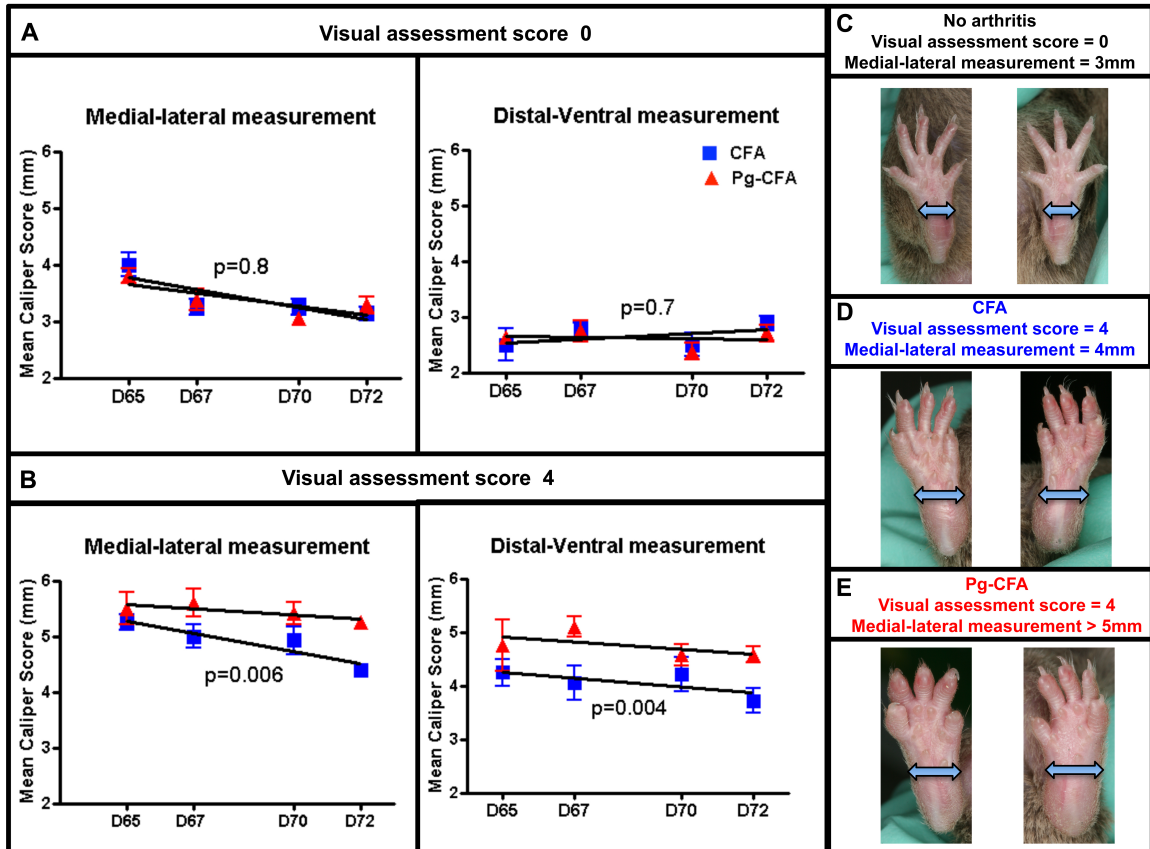 A
Visual assessment score 0
Medial-lateral measurement
Mean Caliper Score (mm)
6
5
4
3
2
p=0.8
D65 D67 D70 D72
Distal-Ventral measurement
Mean Caliper Score (mm)
6
5
4
3
2
CFA
Pg-CFA
p=0.7
D65 D67 D70 D72
B
Visual assessment score 4
Medial-lateral measurement
Mean Caliper Score (mm)
6
5
4
3
2
p=0.006
D65 D67 D70 D72
Distal-Ventral measurement
Mean Caliper Score (mm)
6
5
4
3
2
p=0.004
D65 D67 D70 D72
C
No arthritis
Visual assessment score = 0
Medial-lateral measurement = 3mm
D
CFA
Visual assessment score = 4
Medial-lateral measurement = 4mm
E
Pg-CFA
Visual assessment score = 4
Medial-lateral measurement > 5mm